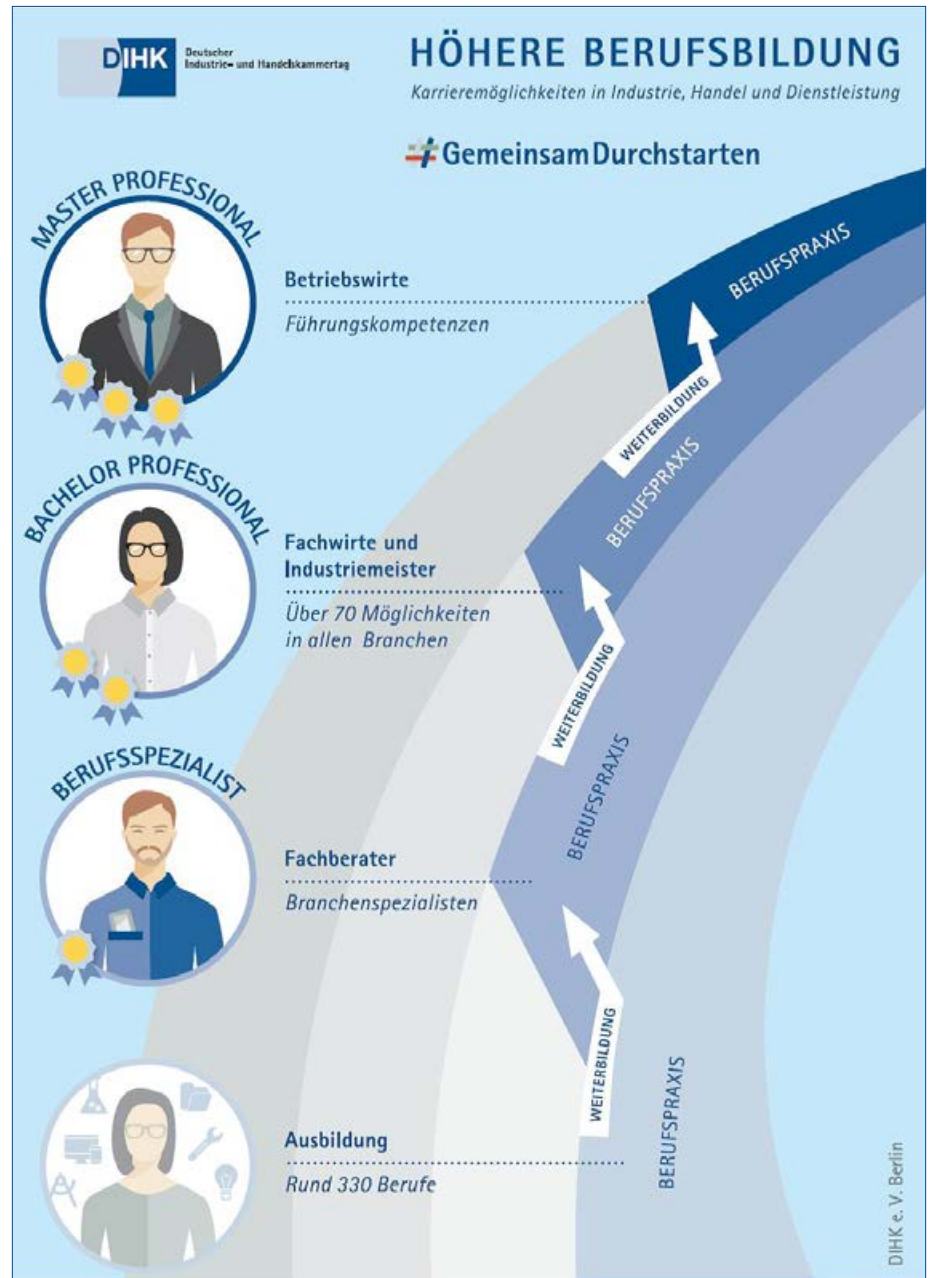 DIHK
Deutscher
Industrie- und Handelskammertag
HÖHERE BERUFSBILDUNG
Karrieremöglichkeiten in Industrie, Handel und Dienstleistung
#GemeinsamDurchstarten
MASTER PROFESSIONAL
Betriebswirte
Führungskompetenzen
BERUFSPRAXIS
WEITERBILDUNG
BACHELOR PROFESSIONAL
Fachwirte und
Industriemeister
Über 70 Möglichkeiten
in allen Branchen
BERUFSPRAXIS
WEITERBILDUNG
BERUFSSPEZIALIST
Fachberater
Branchenspezialisten
BERUFSPRAXIS
WEITERBILDUNG
Ausbildung
Rund 330 Berufe
BERUFSPRAXIS
DIHK e. V. Berlin